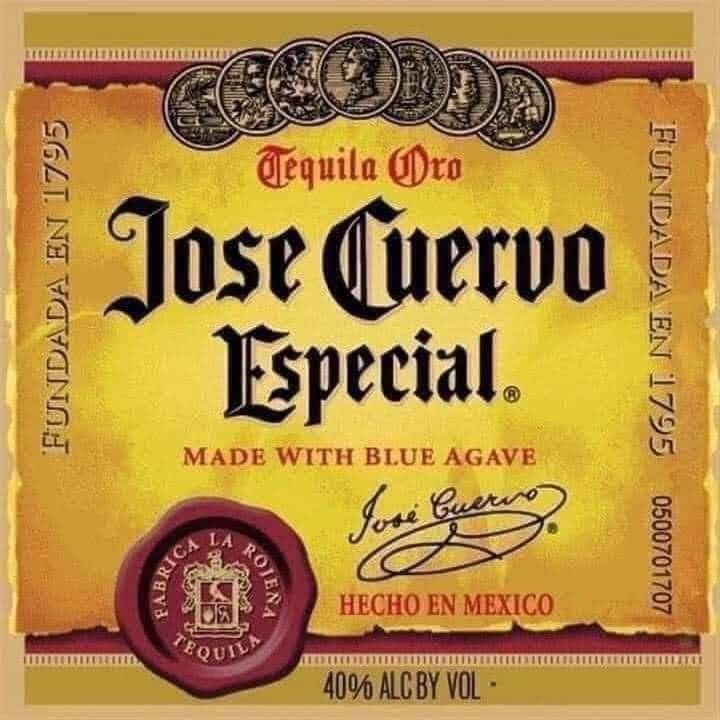 Tequila Oro
Jose Cuervo
Especial®
MADE WITH BLUE AGAVE
José Cuervo®
HECHO EN MEXICO
FUNDADA EN 1795
FUNDADA EN 1795
0500701707
FABRICA LA ROJEÑA
TEQUILA
40% ALC BY VOL